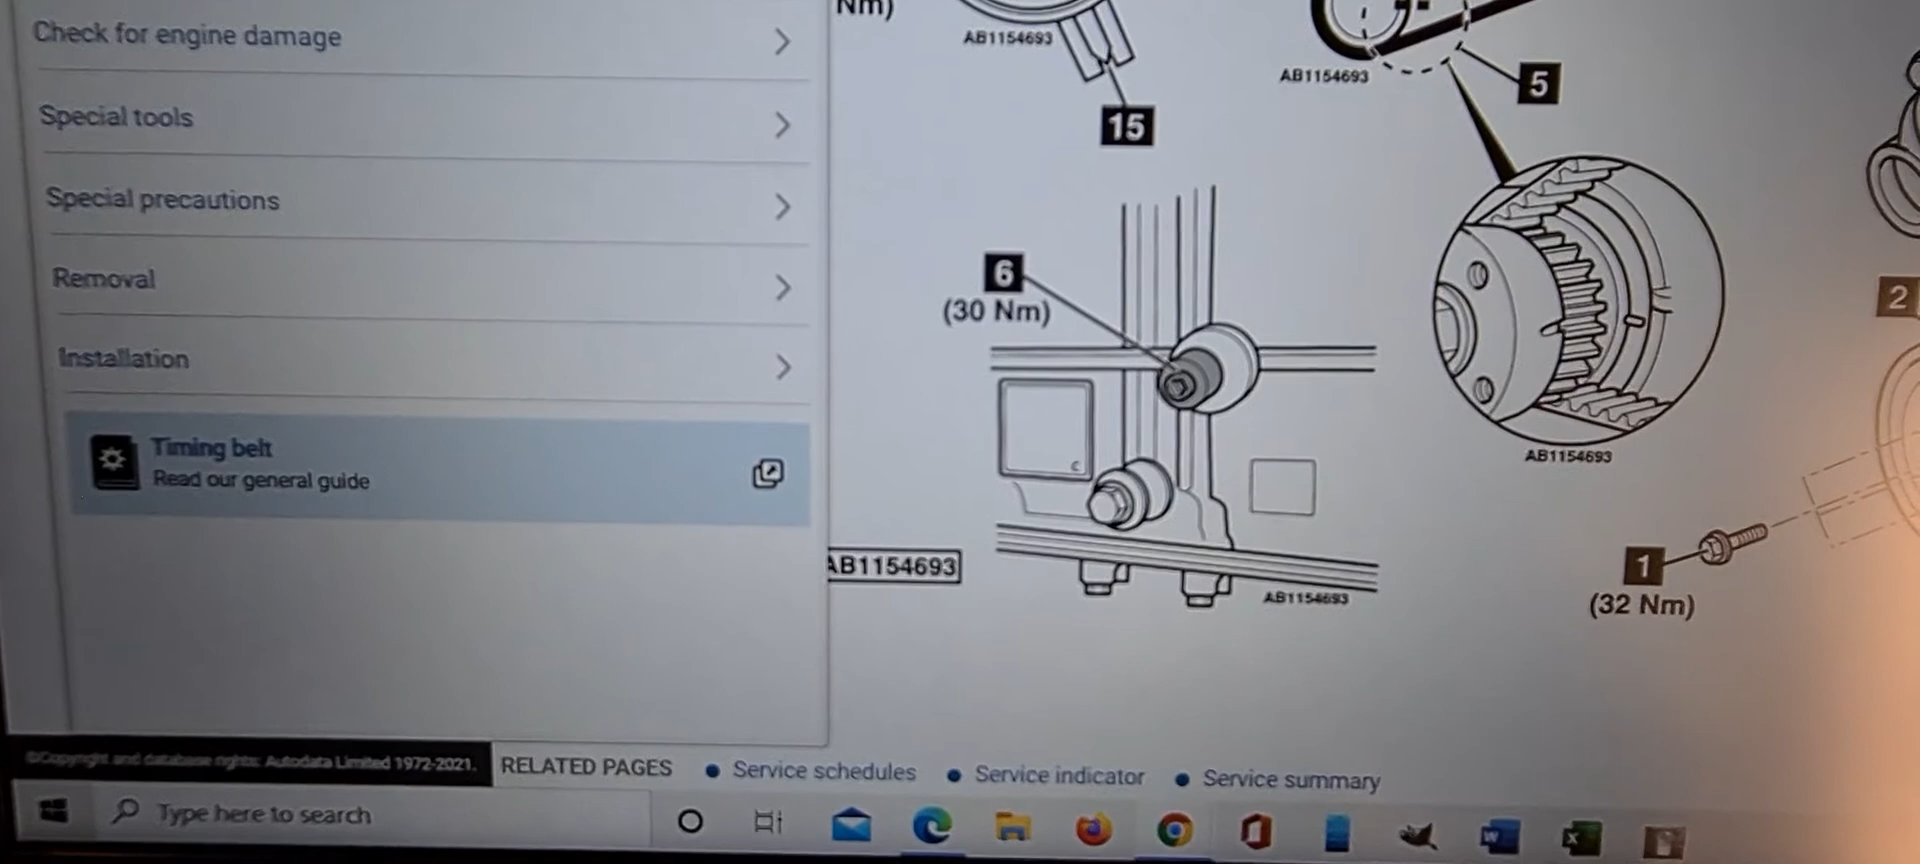 Check for engine damage
Special tools
Special precautions
Removal
Installation
Timing belt
Read our general guide
Nm)
AB1154693
15
AB1154693
5
6
(30 Nm)
c
AB1154693
2
AB1154693
AB1154693
1
(32 Nm)
©Copyright and database rights: Autodata Limited 1972-2021.
RELATED PAGES
Service schedules
Service indicator
Service summary
Type here to search
W
X